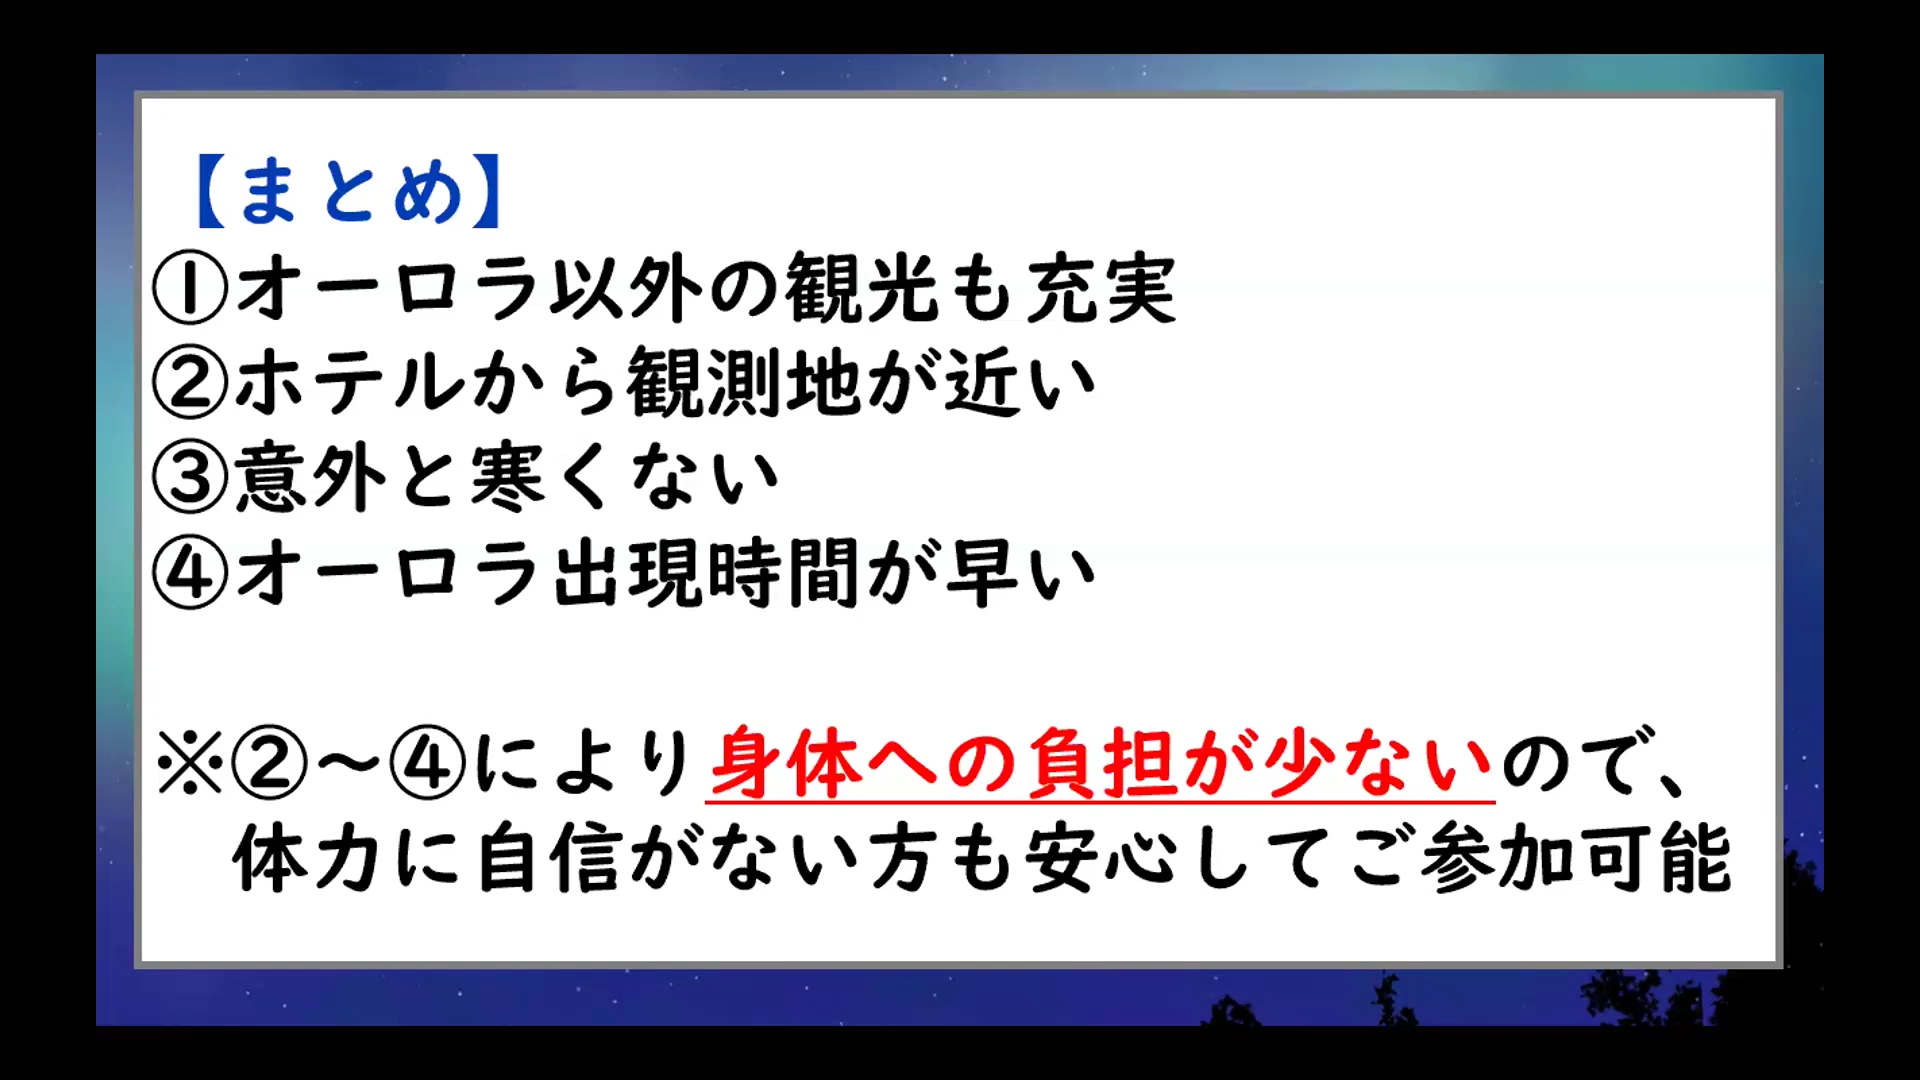 【まとめ】
①オーロラ以外の観光も充実
②ホテルから観測地が近い
③意外と寒くない
④オーロラ出現時間が早い
※②～④により身体への負担が少ないので、
体力に自信がない方も安心してご参加可能